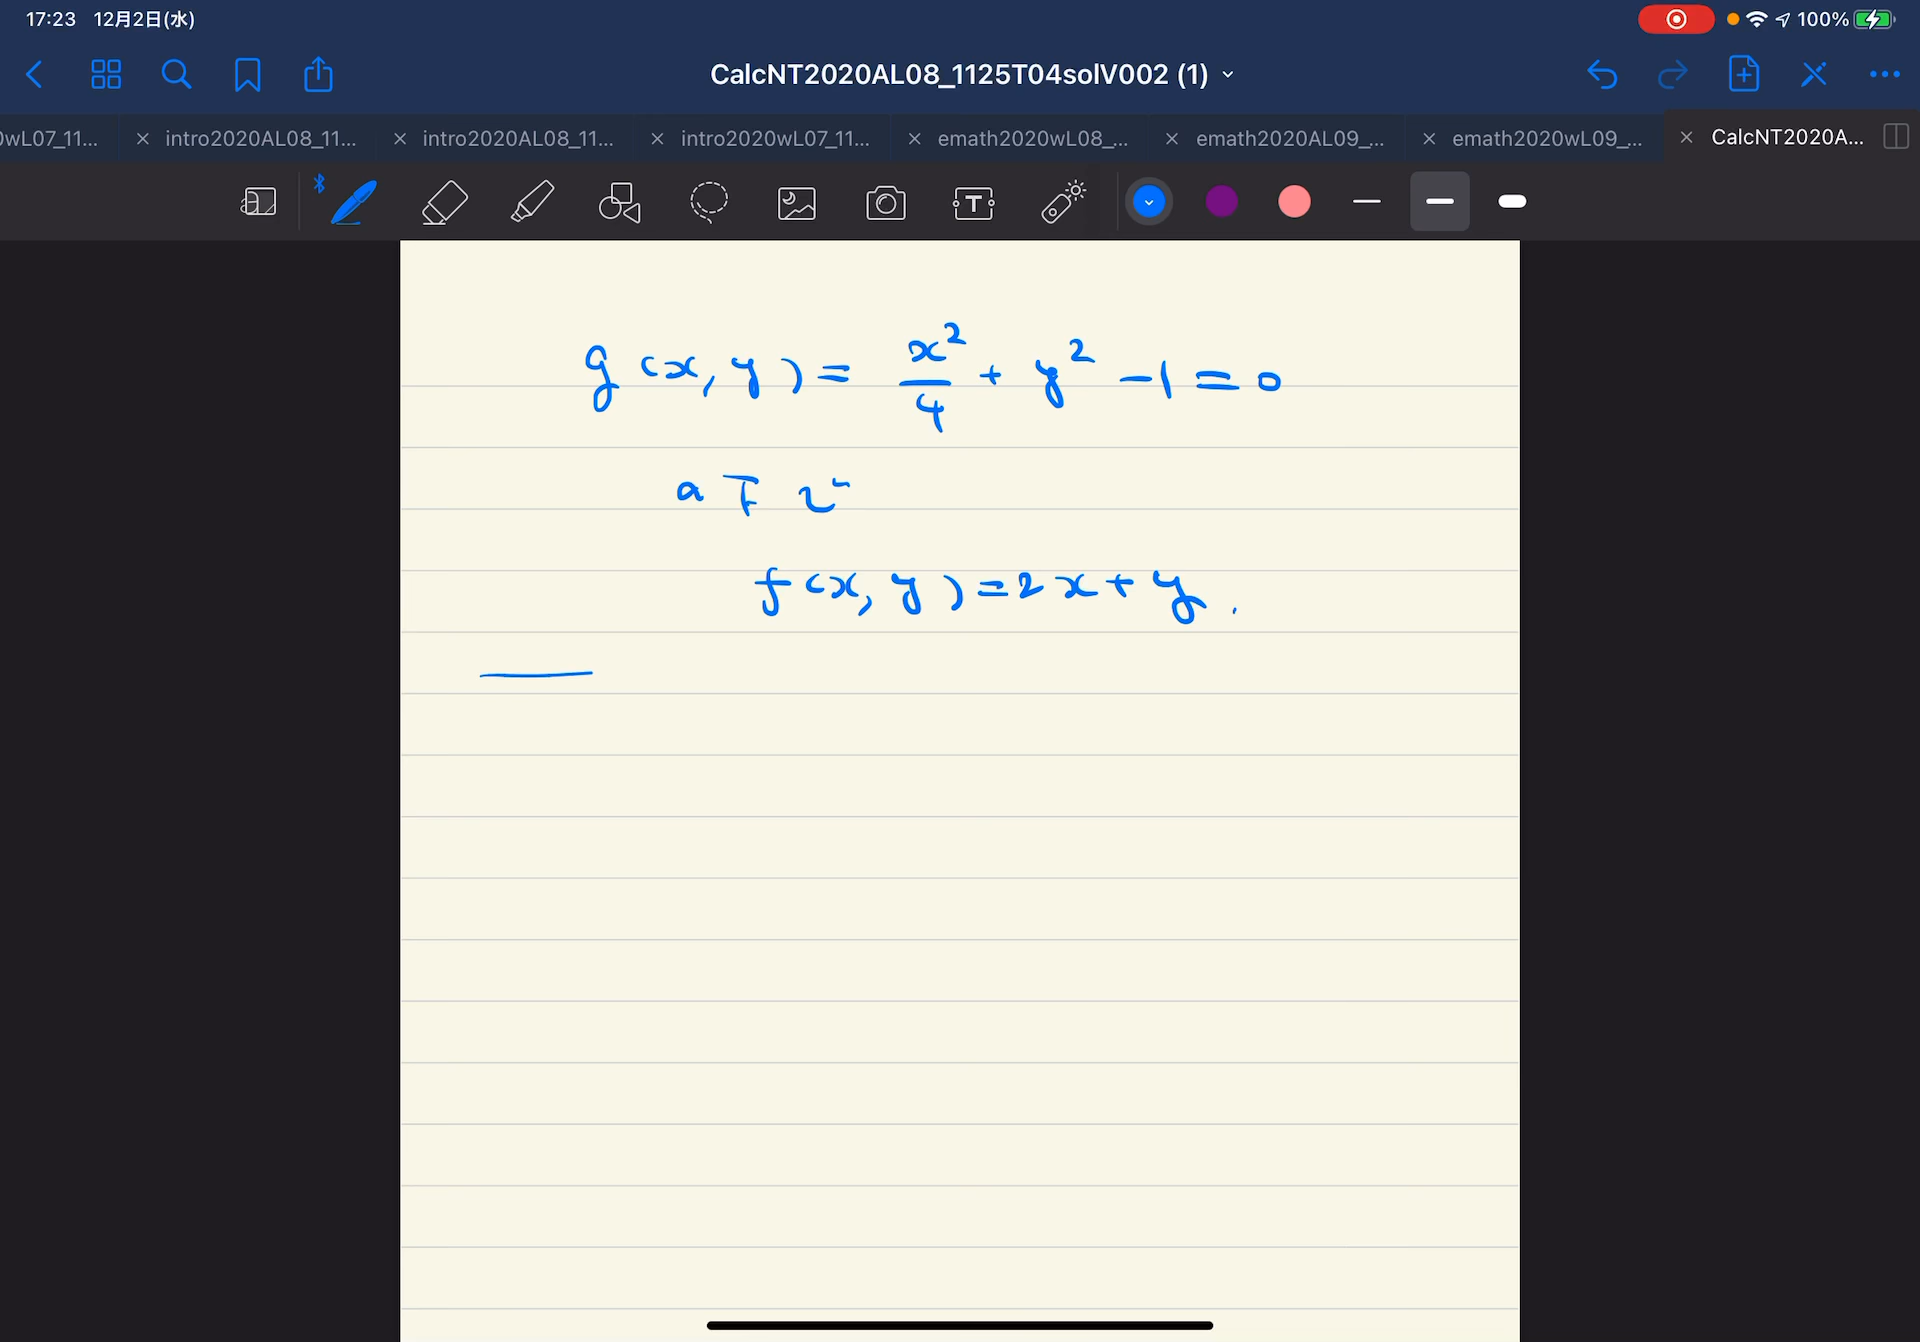 17:23 12月2日(水) 100%
CalcNT2020AL08_1125T04solV002 (1)
0wL07_11... intro2020AL08_11... intro2020AL08_11... intro2020wL07_11... emath2020wL08_... emath2020AL09_... emath2020wL09_... CalcNT2020A...
g(x, y) = x²/4 + y² -1 = 0
の下で
f(x, y) = 2x + y.